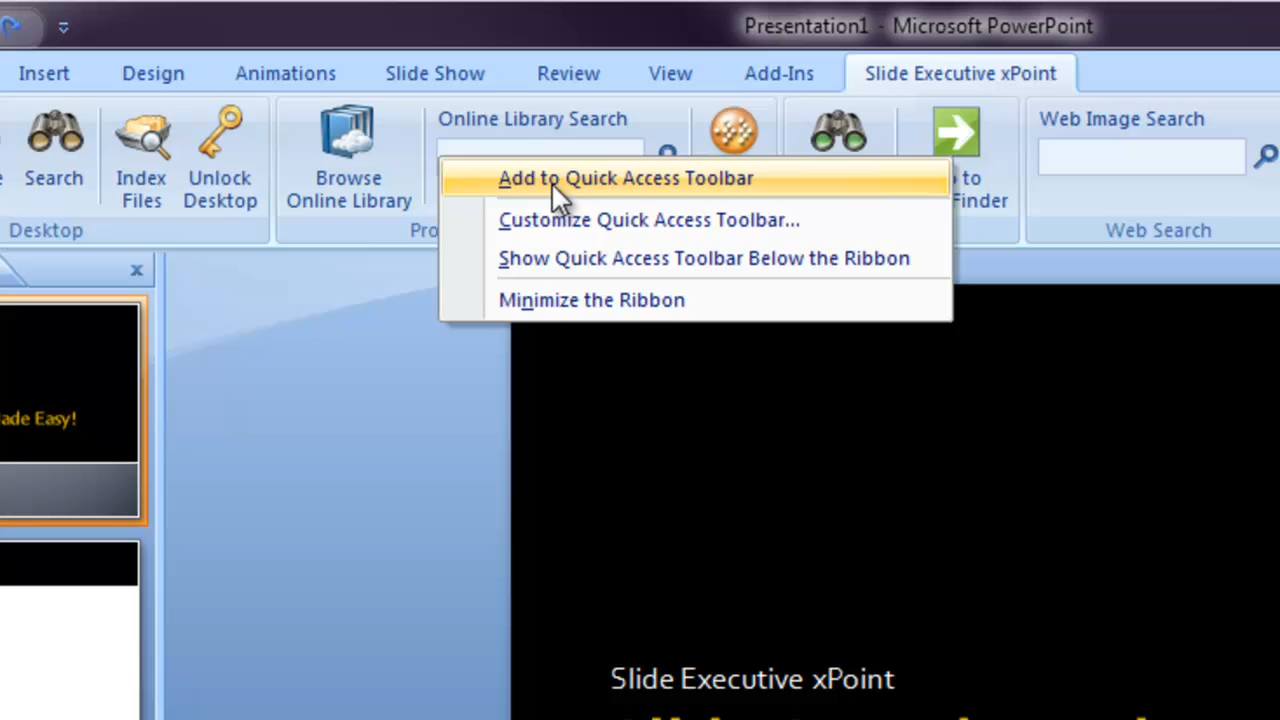 Presentation1 - Microsoft PowerPoint
Insert Design Animations Slide Show Review View Add-Ins Slide Executive xPoint
Online Library Search
Web Image Search
Search
Index
Files
Unlock
Desktop
Browse
Online Library
to
Finder
Desktop
Web Search
Add to Quick Access Toolbar
Customize Quick Access Toolbar...
Show Quick Access Toolbar Below the Ribbon
Minimize the Ribbon
Easy!
Slide Executive xPoint